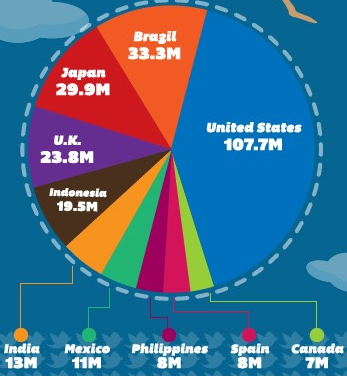 Brazil
33.3M
Japan
29.9M
United States
107.7M
U.K.
23.8M
Indonesia
19.5M
India
13M
Mexico
11M
Philippines
8M
Spain
8M
Canada
7M